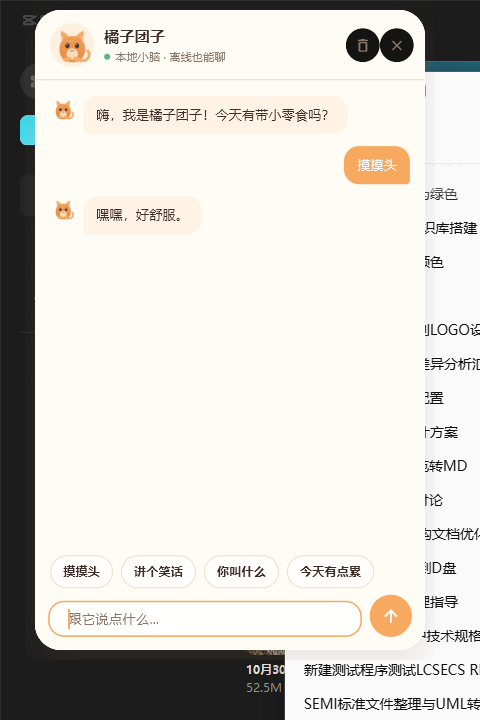 橘子团子
本地小脑 · 离线也能聊
嗨，我是橘子团子！今天有带小零食吗？
摸摸头
嘿嘿，好舒服。
摸摸头
讲个笑话
你叫什么
今天有点累
跟它说点什么...
绿色
识库搭建
颜色
LOGO设
差异分析汇
配置
十方案
转MD
讨论
构文档优化
到D盘
理指导
技术规格
10月30
新建测试程序测试LCSECS R
52.5M
SEMI标准文件整理与UML转